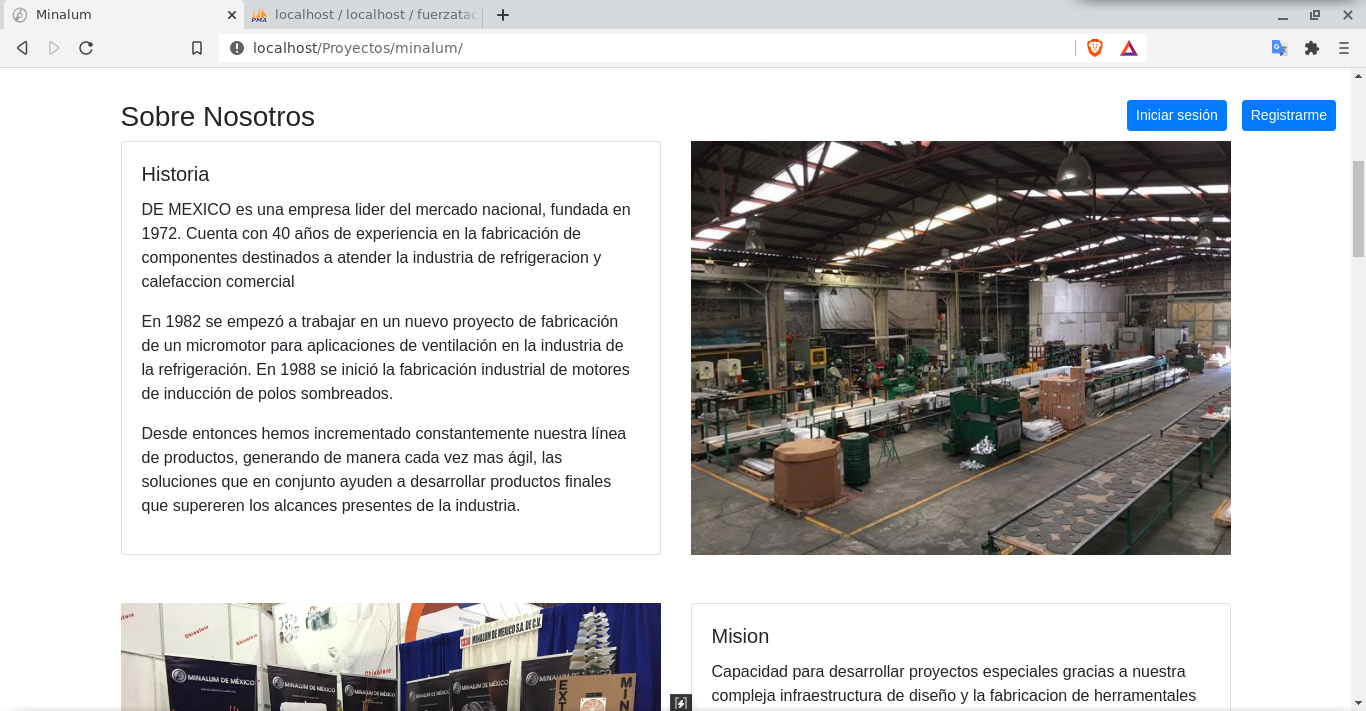 Minalum
localhost / localhost / fuerzatac
localhost/Proyectos/minalum/
Sobre Nosotros
Iniciar sesión
Registrarme
Historia
DE MEXICO es una empresa lider del mercado nacional, fundada en
1972. Cuenta con 40 años de experiencia en la fabricación de
componentes destinados a atender la industria de refrigeracion y
calefaccion comercial
En 1982 se empezó a trabajar en un nuevo proyecto de fabricación
de un micromotor para aplicaciones de ventilación en la industria de
la refrigeración. En 1988 se inició la fabricación industrial de motores
de inducción de polos sombreados.
Desde entonces hemos incrementado constantemente nuestra línea
de productos, generando de manera cada vez mas ágil, las
soluciones que en conjunto ayuden a desarrollar productos finales
que supereren los alcances presentes de la industria.
MINALUM DE MEXICO S.A. DE C.V.
MINALUM DE MÉXICO
MINALUM DE MÉXICO
MINALUM DE MÉXICO
Mision
Capacidad para desarrollar proyectos especiales gracias a nuestra
compleja infraestructura de diseño y la fabricacion de herramentales